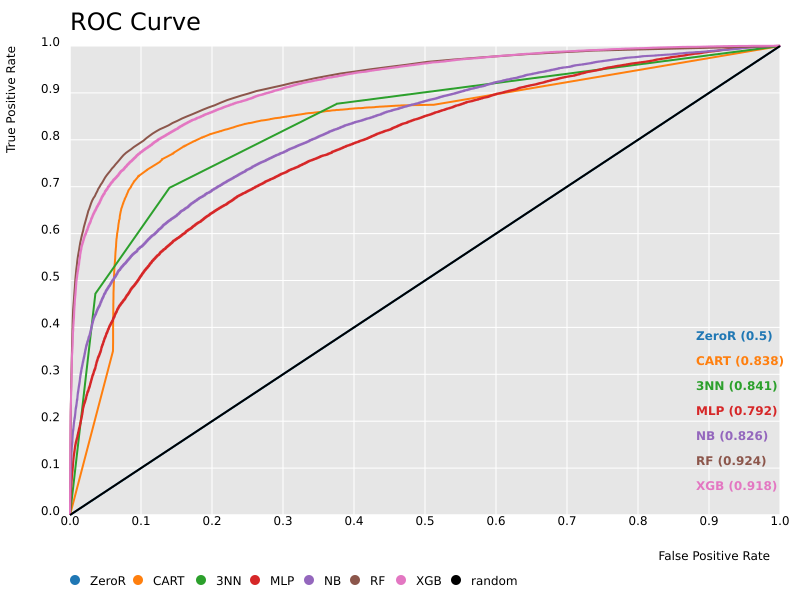 ROC Curve
True Positive Rate
1.0
0.9
0.8
0.7
0.6
0.5
0.4
0.3
0.2
0.1
0.0
ZeroR (0.5)
CART (0.838)
3NN (0.841)
MLP (0.792)
NB (0.826)
RF (0.924)
XGB (0.918)
0.0 0.1 0.2 0.3 0.4 0.5 0.6 0.7 0.8 0.9 1.0
False Positive Rate
ZeroR CART 3NN MLP NB RF XGB random